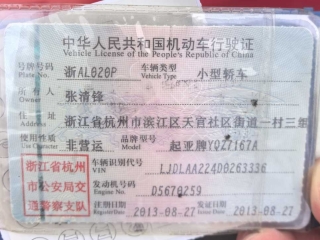 中华人民共和国机动车行驶证
Vehicle License of the People's Republic of China
号牌号码 浙AL020P 车辆类型 小型轿车
Plate No. Vehicle Type
所有人 张清锋
Owner
住址 浙江省杭州市滨江区天官社区街道一村三年
Address
使用性质 非营运 品牌型号 起亚牌YQZ7167A
Use Character Model
浙江省杭州市公安局交通警察支队
车辆识别代号 LJDLAA224D0263336
VIN
发动机号码 D5670259
Engine No.
注册日期 2013-08-27 发证日期 2013-08-27
Register Date Issue Date